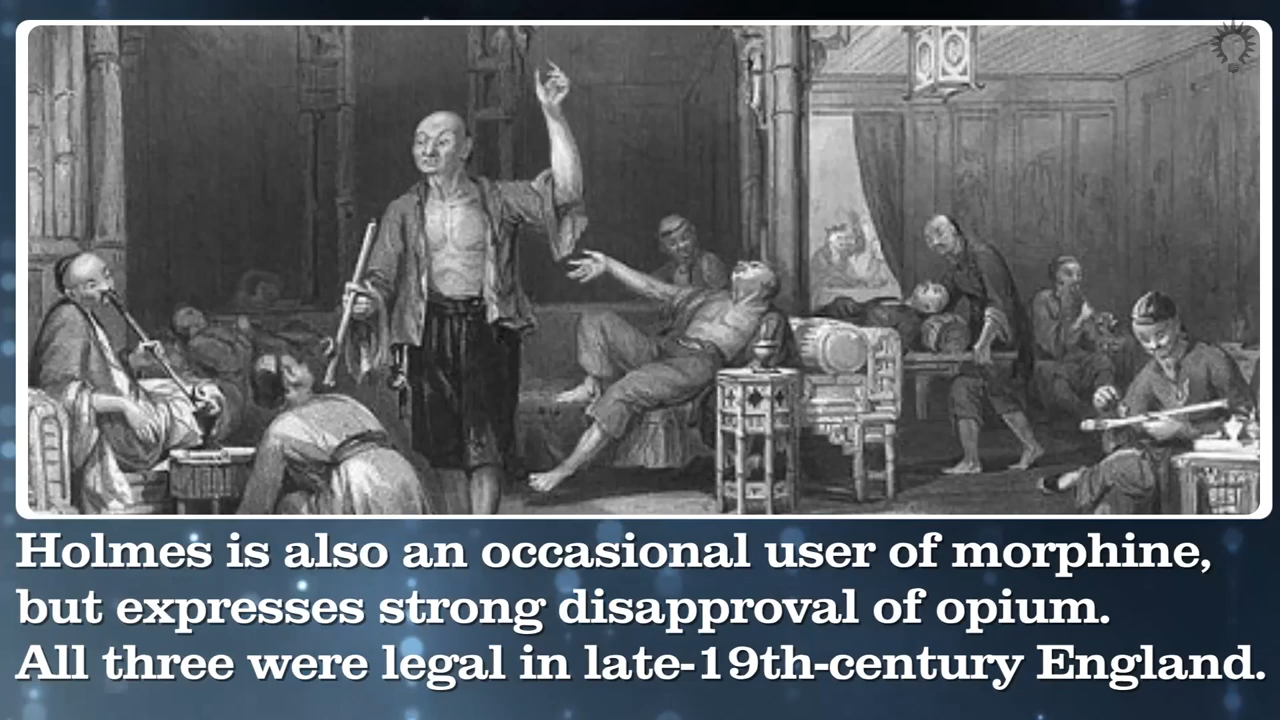 Holmes is also an occasional user of morphine,
but expresses strong disapproval of opium.
All three were legal in late-19th-century England.